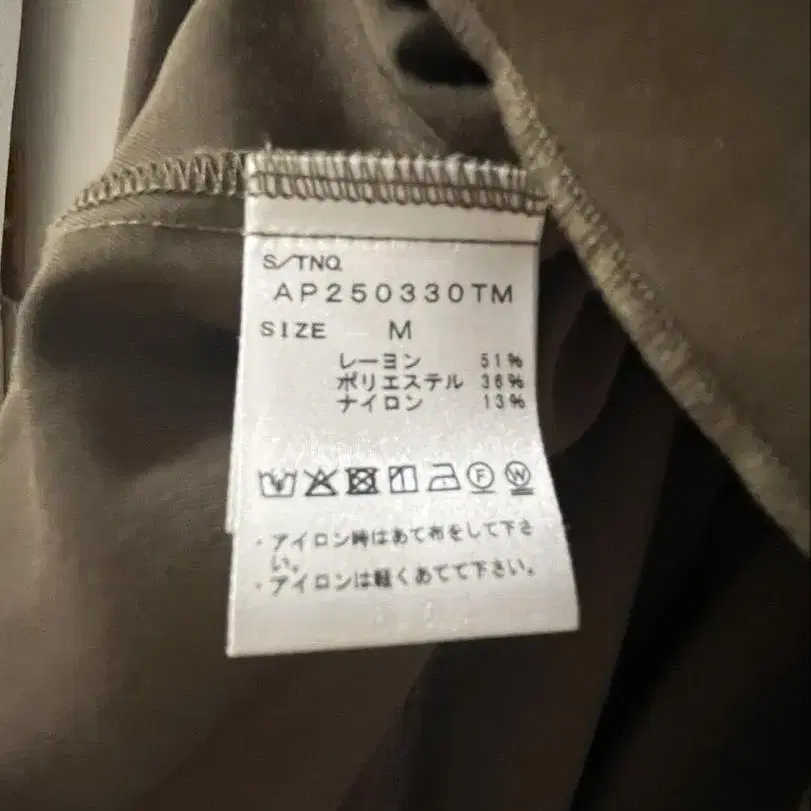 S/TNO
AP250330TM
SIZE M
レーヨン 51%
ポリエステル 36%
ナイロン 13%
F W
・アイロン時はあて布をして下さ
い。
・アイロンは軽くあてて下さい。